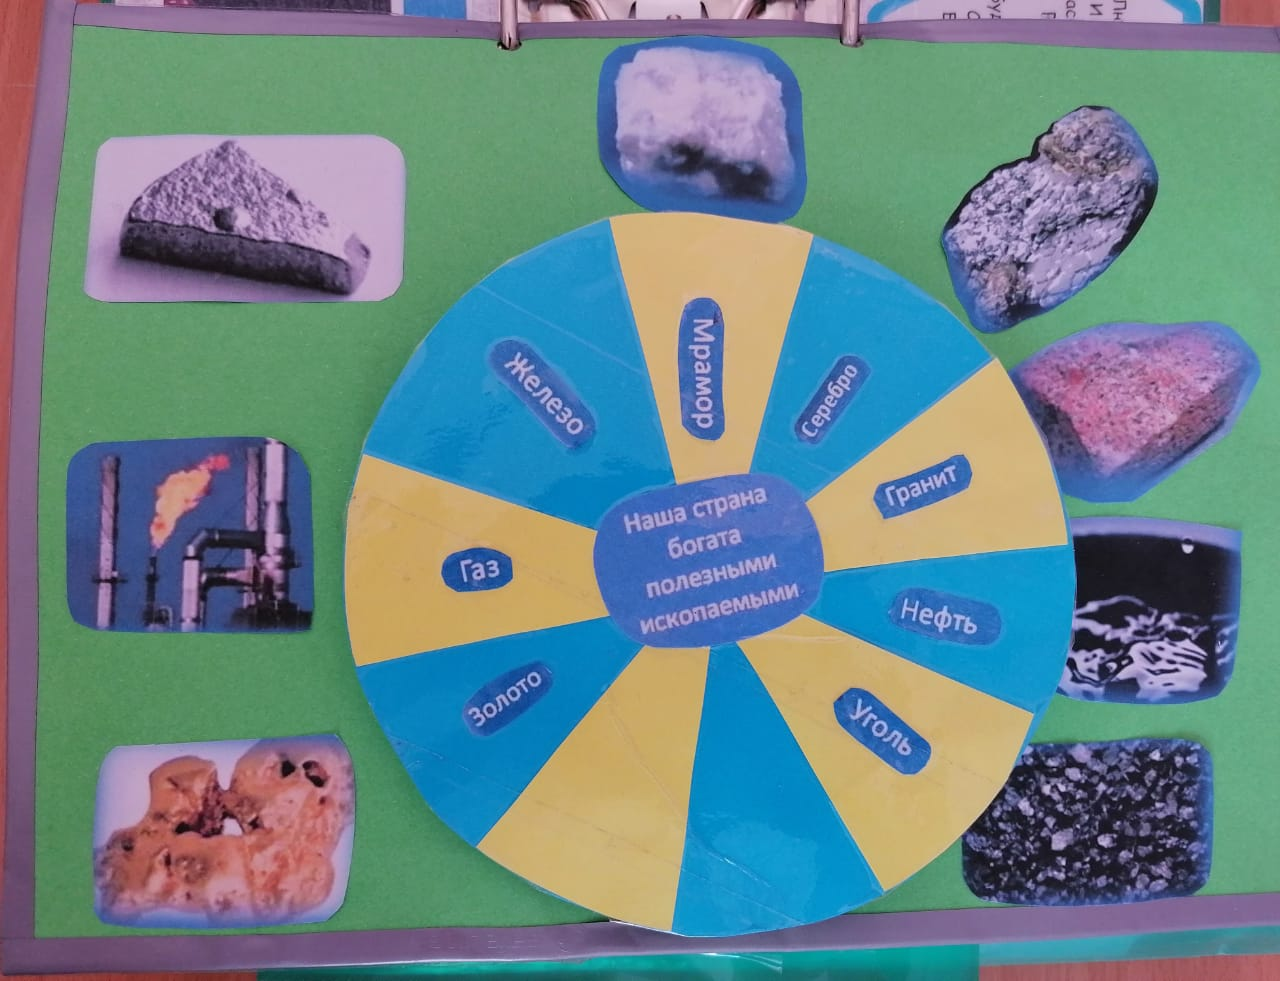 Мрамор
Серебро
Гранит
Нефть
Уголь
Золото
Газ
Железо
Наша страна
богата
полезными
ископаемыми